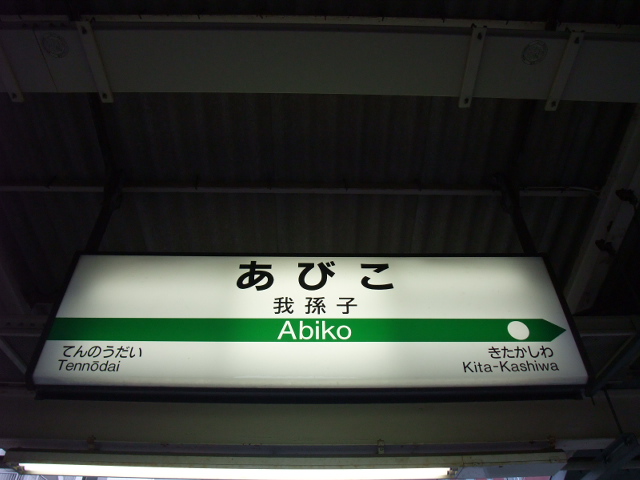 あびこ
我孫子
Abiko
てんのうだい
Tennōdai
きたかしわ
Kita-Kashiwa